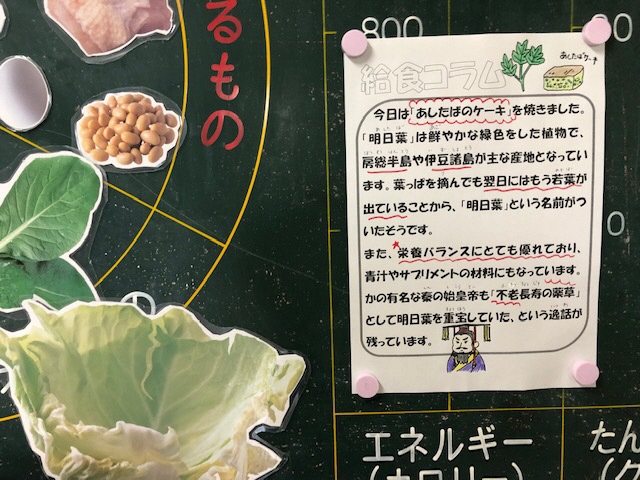 るもの
800
給食コラム
あしたばケーキ
今日は「あしたばのケーキ」を焼きました。
「明日葉」は鮮やかな緑色をした植物で、
房総半島や伊豆諸島が主な産地となってい
ます。葉っぱを摘んでも翌日にはもう若葉が
出ていることから、「明日葉」という名前がつ
いたそうです。
また、栄養バランスにとても優れており、
青汁やサプリメントの材料にもなっています。
かの有名な秦の始皇帝も「不老長寿の薬草」
として明日葉を重宝していた、という逸話が
残っています。
エネルギー
(カロリー)
たん
(グ